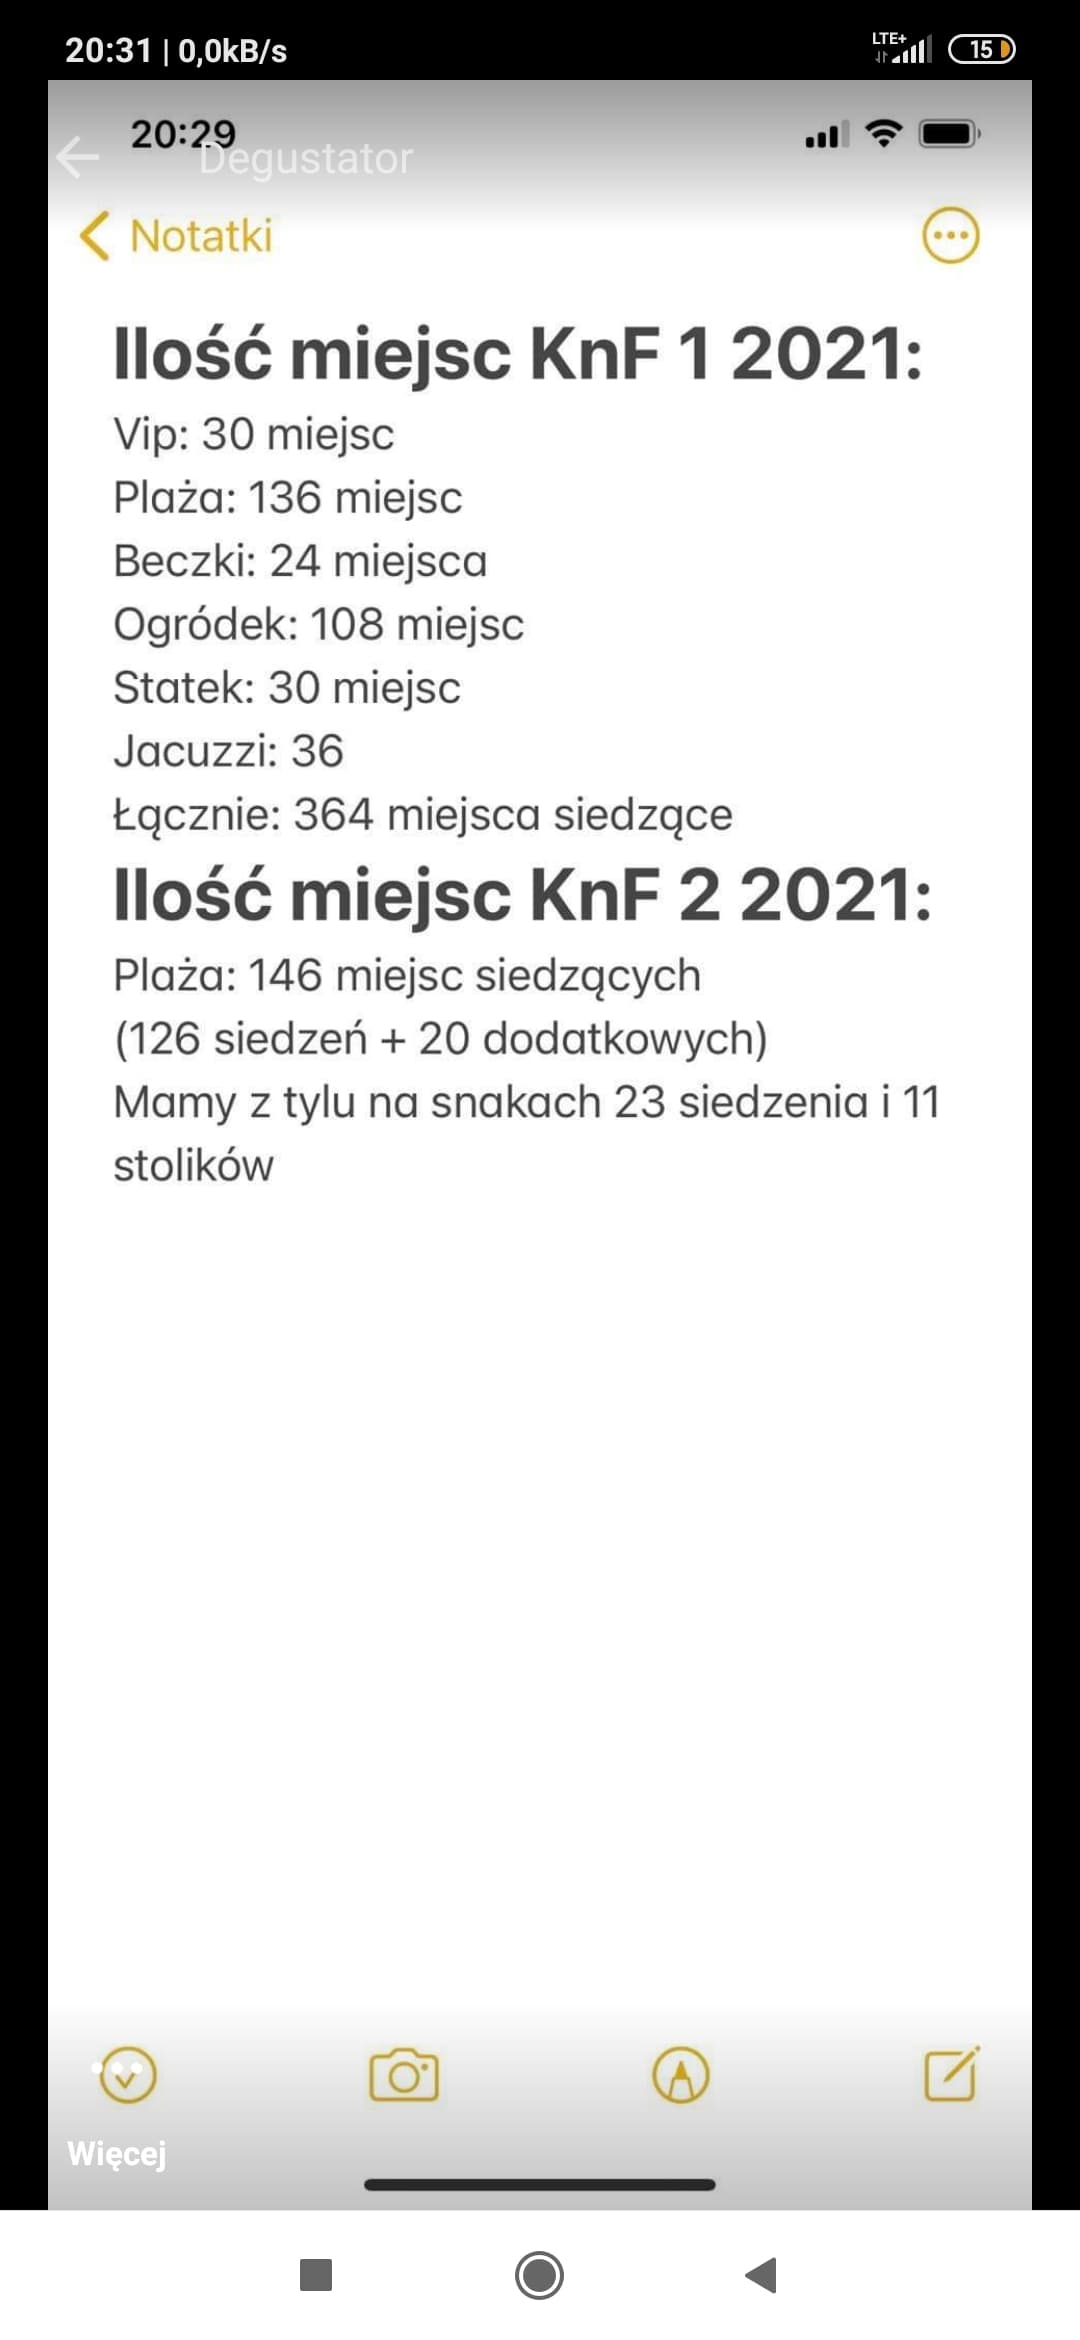 20:31 | 0,0kB/s
LTE+
15
20:29
Degustator
Notatki
Ilość miejsc KnF 1 2021:
Vip: 30 miejsc
Plaża: 136 miejsc
Beczki: 24 miejsca
Ogródek: 108 miejsc
Statek: 30 miejsc
Jacuzzi: 36
Łącznie: 364 miejsca siedzące
Ilość miejsc KnF 2 2021:
Plaża: 146 miejsc siedzących
(126 siedzeń + 20 dodatkowych)
Mamy z tylu na snakach 23 siedzenia i 11
stolików
Więcej